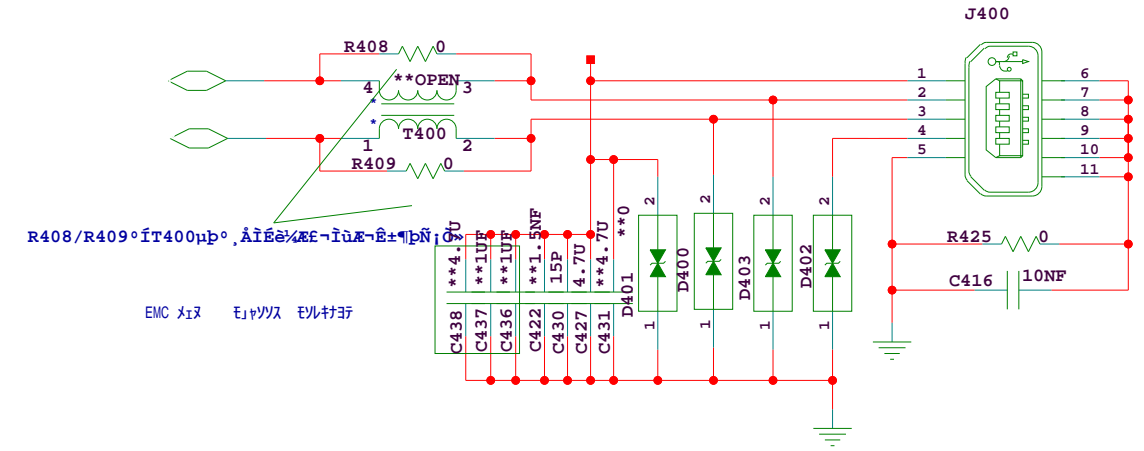 J400
R408 0
**OPEN
4 3
*
*
T400
1 2
R409 0
1 6
2 7
3 8
4 9
5 10
11
R408/R409ºÍT400µþº¸
EMC
**4.7U
**1UF
**1UF
**1.5NF
15P
4.7U
**4.7U
**0
C438
C437
C436
C422
C430
C427
C431
D401
2
1
D400
2
1
D403
2
1
D402
2
1
R425 0
C416 10NF